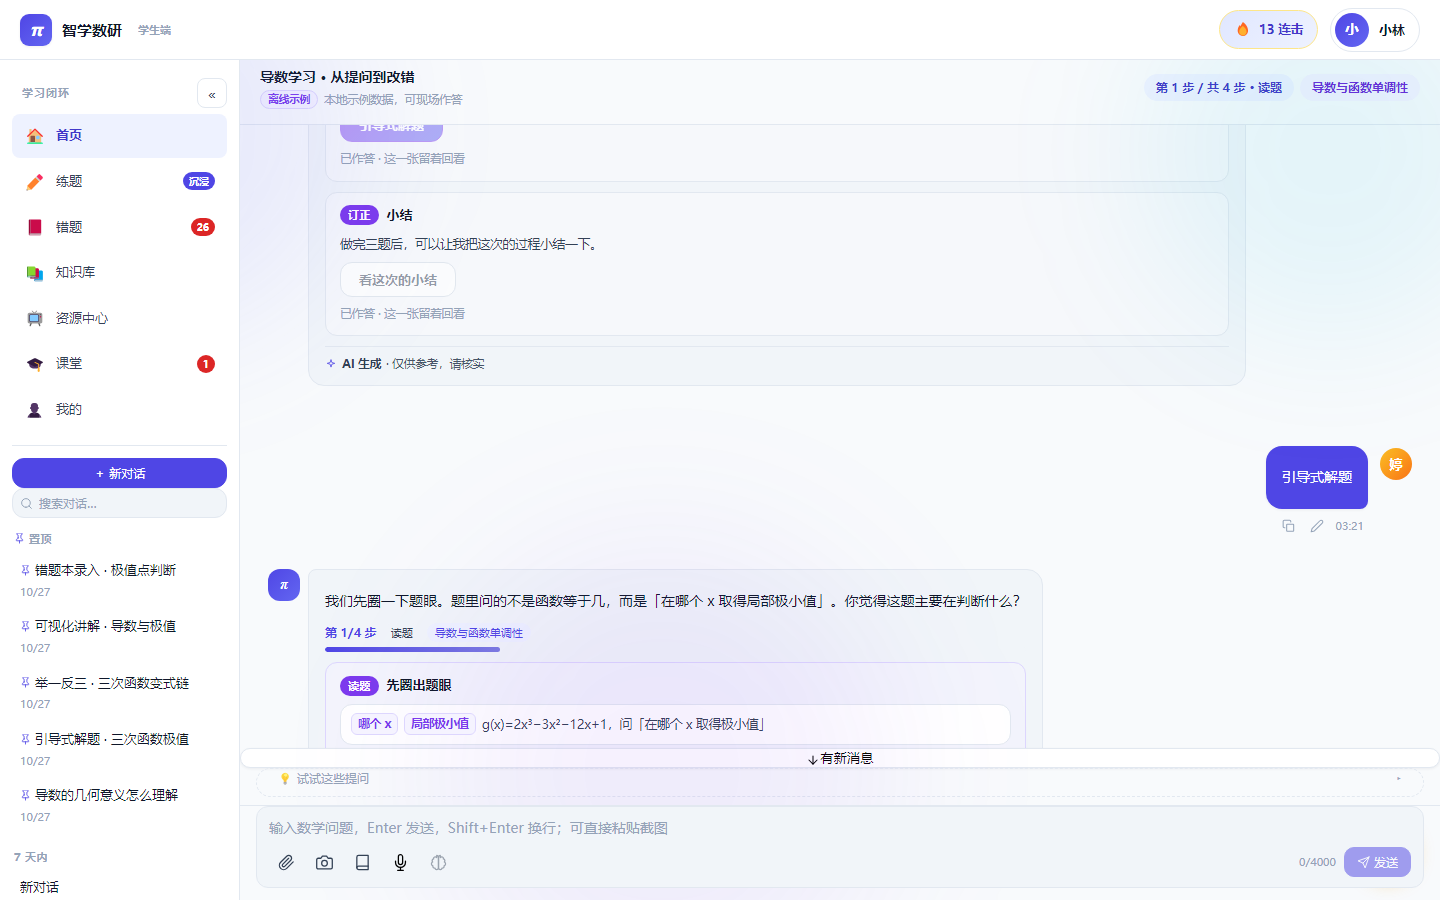 π 智学数研 学生端
13 连击
小 小林
学习闭环 «
首页
练题 沉浸
错题 26
知识库
资源中心
课堂 1
我的
+ 新对话
搜索对话...
置顶
错题本录入 · 极值点判断
10/27
可视化讲解 · 导数与极值
10/27
举一反三 · 三次函数变式链
10/27
引导式解题 · 三次函数极值
10/27
导数的几何意义怎么理解
10/27
7 天内
新对话
导数学习 • 从提问到改错
离线示例 本地示例数据，可现场作答
第 1 步 / 共 4 步 • 读题
导数与函数单调性
引导式解题
已作答 · 这一张留着回看
订正 小结
做完三题后，可以让我把这次的过程小结一下。
看这次的小结
已作答 · 这一张留着回看
AI 生成 · 仅供参考，请核实
引导式解题
婷
03:21
π
我们先圈一下题眼。题里问的不是函数等于几，而是「在哪个 x 取得局部极小值」。你觉得这题主要在判断什么？
第 1/4 步 读题 导数与函数单调性
读题 先圈出题眼
哪个 x 局部极小值 g(x)=2x³−3x²−12x+1，问「在哪个 x 取得极小值」
↓有新消息
试试这些提问
输入数学问题，Enter 发送，Shift+Enter 换行；可直接粘贴截图
0/4000 发送